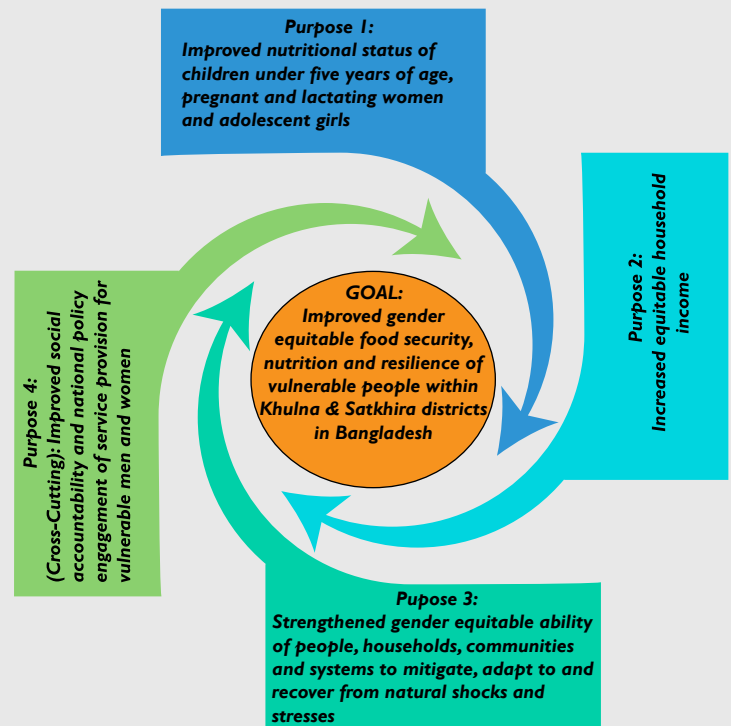 Purpose 1:
Improved nutritional status of
children under five years of age,
pregnant and lactating women
and adolescent girls
Purpose 2:
Increased equitable household
income
GOAL:
Improved gender
equitable food security,
nutrition and resilience of
vulnerable people within
Khulna & Satkhira districts
in Bangladesh
Pupose 3:
Strengthened gender equitable ability
of people, households, communities
and systems to mitigate, adapt to and
recover from natural shocks and
stresses
Purpose 4:
(Cross-Cutting): Improved social
accountability and national policy
engagement of service provision for
vulnerable men and women